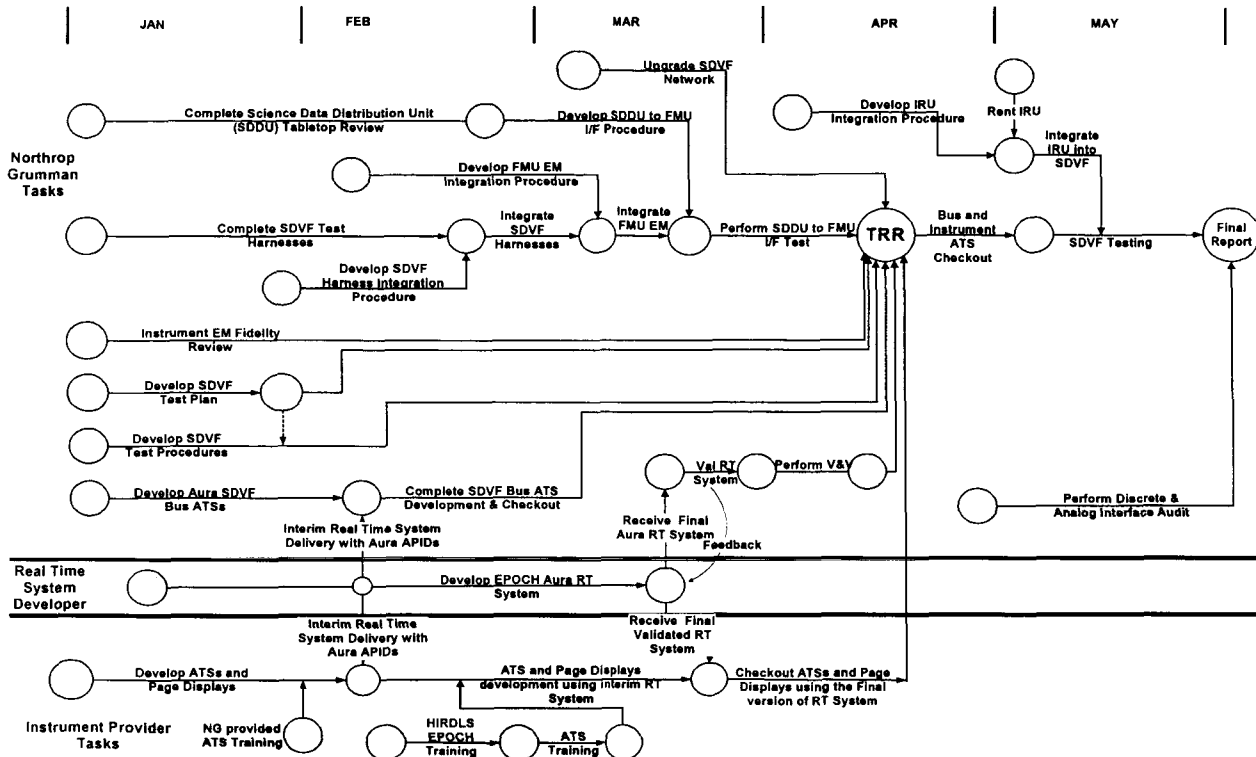 JAN
FEB
MAR
APR
MAY
Upgrade SDVF
Network
Rent IRU
Complete Science Data Distribution Unit
(SDDU) Tabletop Review
Develop SDDU to FMU
I/F Procedure
Develop IRU
Integration Procedure
Integrate
IRU into
SDVF
Northrop
Grumman
Tasks
Develop FMU EM
Integration Procedure
Complete SDVF Test
Harnesses
Integrate
SDVF
Harnesses
Integrate
FMU EM
Perform SDDU to FMU
I/F Test
TRR
Bus and
Instrument
ATS
Checkout
SDVF Testing
Final
Report
Develop SDVF
Harness Integration
Procedure
Instrument EM Fidelity
Review
Develop SDVF
Test Plan
Develop SDVF
Test Procedures
Val RT
System
Perform V&V
Develop Aura SDVF
Bus ATSs
Complete SDVF Bus ATS
Development & Checkout
Perform Discrete &
Analog Interface Audit
Interim Real Time System
Delivery with Aura APIDs
Receive Final
Aura RT System
Feedback
Real Time
System
Developer
Develop EPOCH Aura RT
System
Interim Real Time
System Delivery with
Aura APIDs
Receive Final
Validated RT
System
Develop ATSs and
Page Displays
ATS and Page Displays
development using interim RT
System
Checkout ATSs and Page
Displays using the Final
version of RT System
Instrument Provider
Tasks
NG provided
ATS Training
HIRDLS
EPOCH
Training
ATS
Training